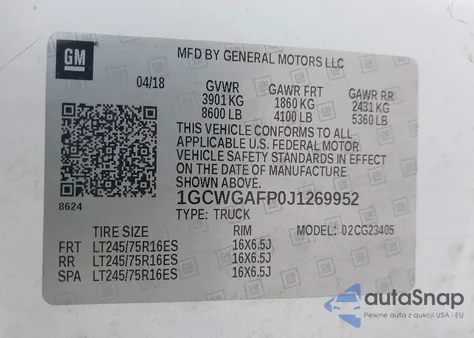 GM
MFD BY GENERAL MOTORS LLC
04/18 GVWR GAWR FRT GAWR RR
3901 KG 1860 KG 2431 KG
8600 LB 4100 LB 5360 LB
THIS VEHICLE CONFORMS TO ALL
APPLICABLE U.S. FEDERAL MOTOR
VEHICLE SAFETY STANDARDS IN EFFECT
ON THE DATE OF MANUFACTURE
SHOWN ABOVE.
8624
1GCWGAFP0J1269952
TYPE: TRUCK
TIRE SIZE RIM MODEL: 02CG23405
FRT LT245/75R16ES 16X6.5J
RR LT245/75R16ES 16X6.5J
SPA LT245/75R16ES 16X6.5J
autoSnap
Pewne auta z aukcji USA - EU